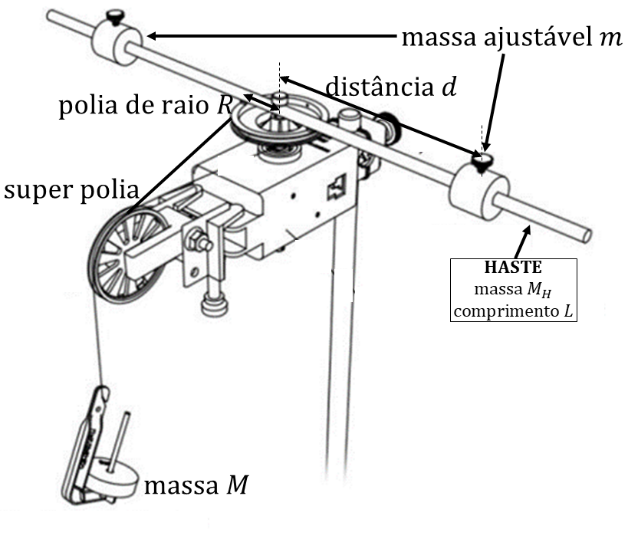 massa ajustável m
distância d
polia de raio R
super polia
HASTE
massa M_H
comprimento L
massa M